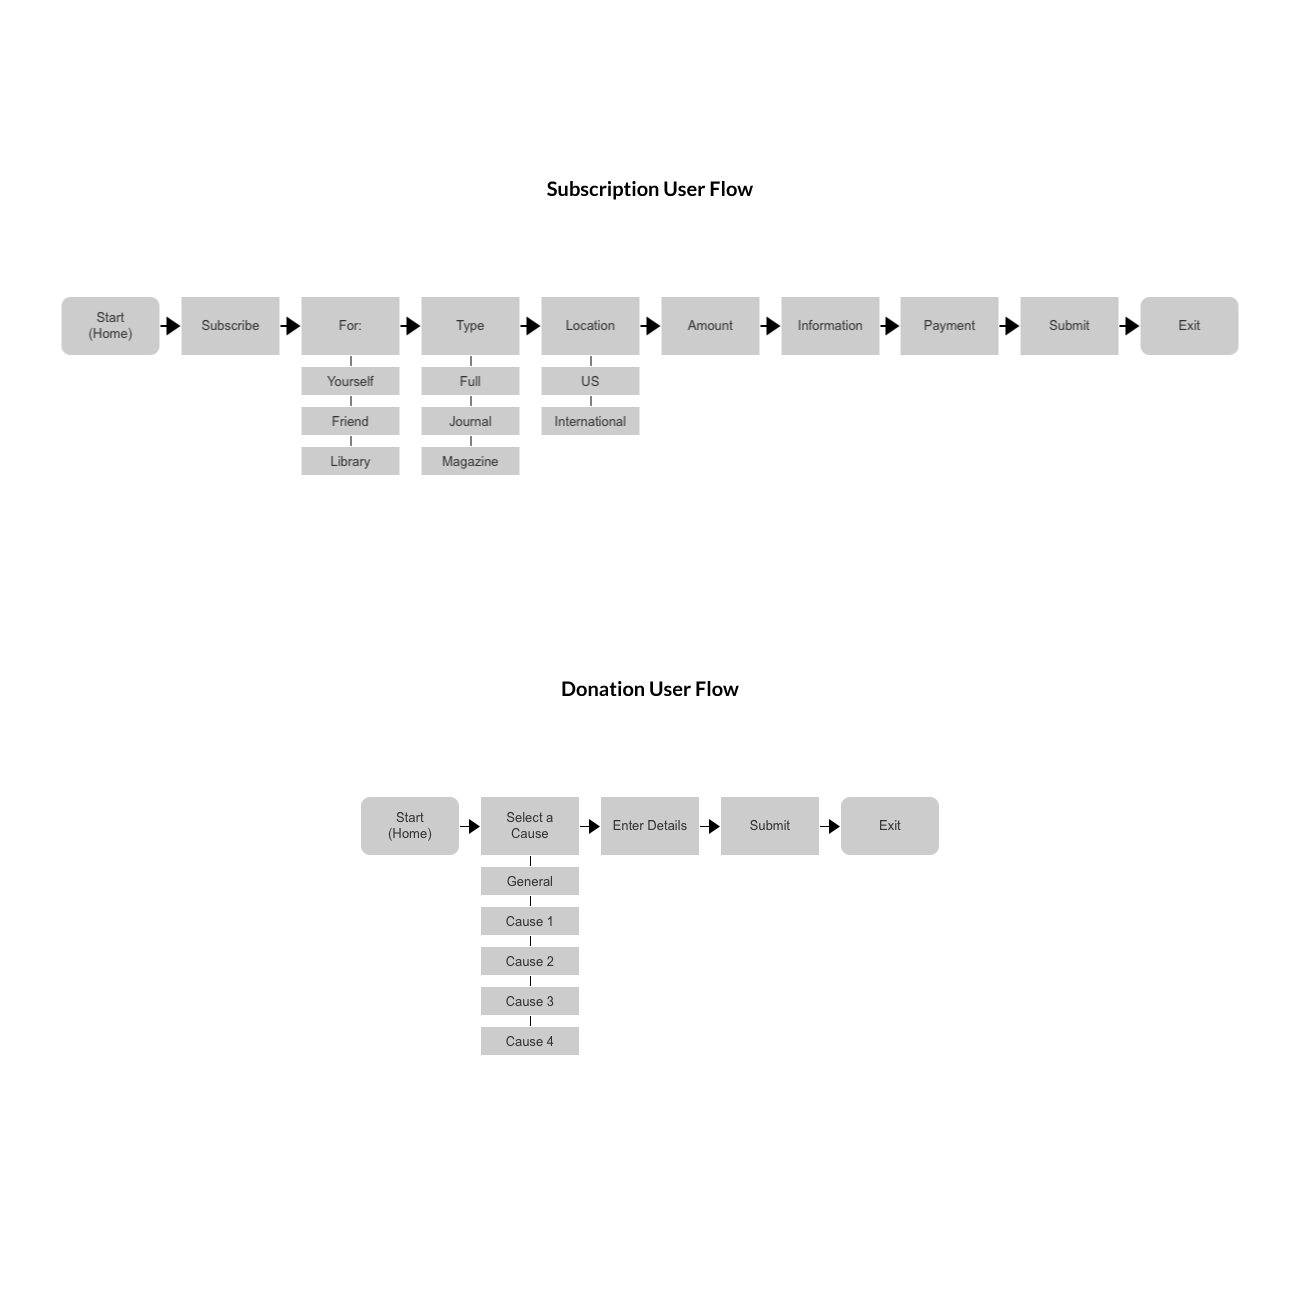 Subscription User Flow
Start
(Home)
Subscribe
For:
Type
Location
Amount
Information
Payment
Submit
Exit
Yourself
Full
US
Friend
Journal
International
Library
Magazine
Donation User Flow
Start
(Home)
Select a
Cause
Enter Details
Submit
Exit
General
Cause 1
Cause 2
Cause 3
Cause 4